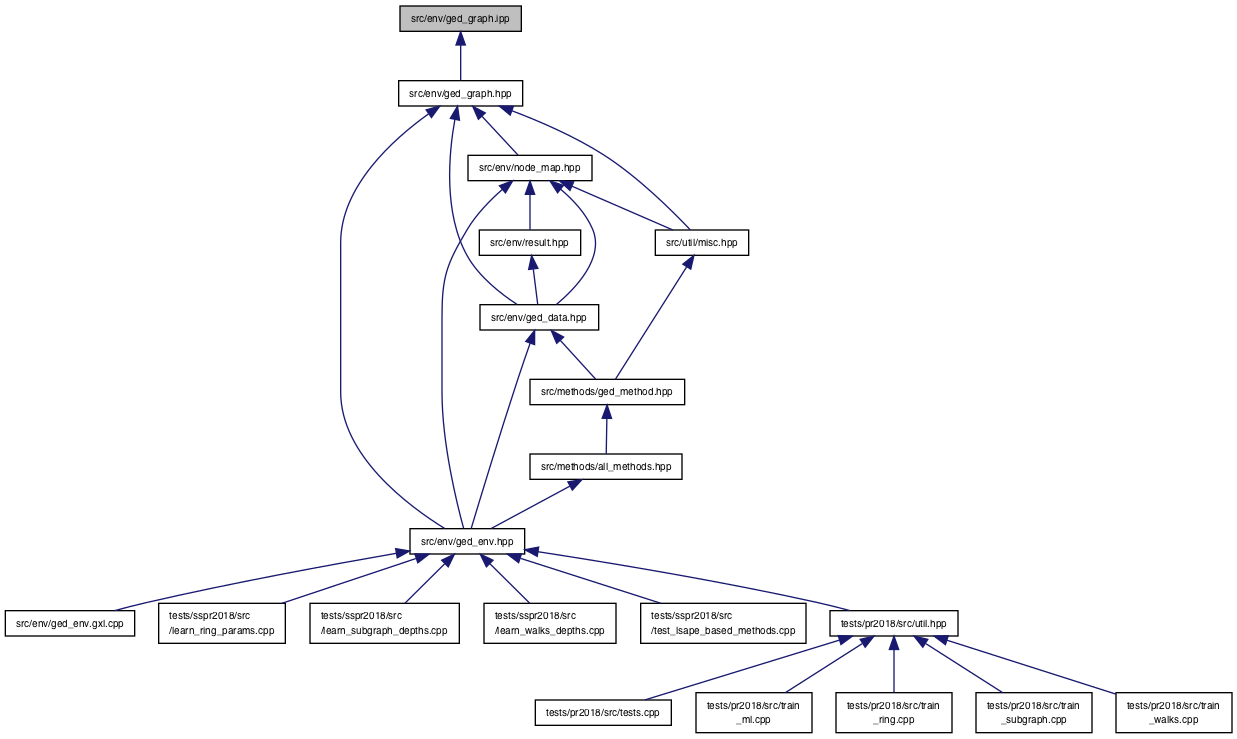 src/env/ged_graph.ipp
src/env/ged_graph.hpp
src/env/node_map.hpp
src/env/result.hpp
src/util/misc.hpp
src/env/ged_data.hpp
src/methods/ged_method.hpp
src/methods/all_methods.hpp
src/env/ged_env.hpp
src/env/ged_env.gxl.cpp
tests/sspr2018/src
/learn_ring_params.cpp
tests/sspr2018/src
/learn_subgraph_depths.cpp
tests/sspr2018/src
/learn_walks_depths.cpp
tests/sspr2018/src
/test_lsape_based_methods.cpp
tests/pr2018/src/util.hpp
tests/pr2018/src/tests.cpp
tests/pr2018/src/train
_ml.cpp
tests/pr2018/src/train
_ring.cpp
tests/pr2018/src/train
_subgraph.cpp
tests/pr2018/src/train
_walks.cpp